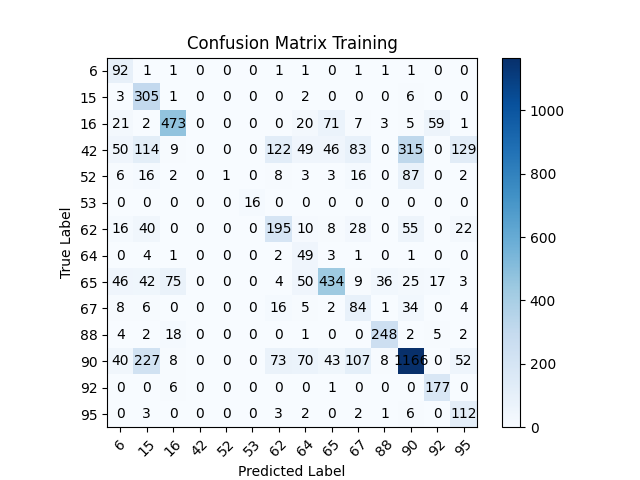 Confusion Matrix Training
6 92 1 1 0 0 0 1 1 0 1 1 1 0 0
15 3 305 1 0 0 0 0 2 0 0 0 6 0 0
16 21 2 473 0 0 0 0 20 71 7 3 5 59 1
42 50 114 9 0 0 0 122 49 46 83 0 315 0 129
52 6 16 2 0 1 0 8 3 3 16 0 87 0 2
53 0 0 0 0 0 16 0 0 0 0 0 0 0 0
62 16 40 0 0 0 0 195 10 8 28 0 55 0 22
64 0 4 1 0 0 0 2 49 3 1 0 1 0 0
65 46 42 75 0 0 0 4 50 434 9 36 25 17 3
67 8 6 0 0 0 0 16 5 2 84 1 34 0 4
88 4 2 18 0 0 0 0 1 0 0 248 2 5 2
90 40 227 8 0 0 0 73 70 43 107 8 1166 0 52
92 0 0 6 0 0 0 0 0 1 0 0 0 177 0
95 0 3 0 0 0 0 3 2 0 2 1 6 0 112
6 15 16 42 52 53 62 64 65 67 88 90 92 95
Predicted Label
True Label
1000
800
600
400
200
0